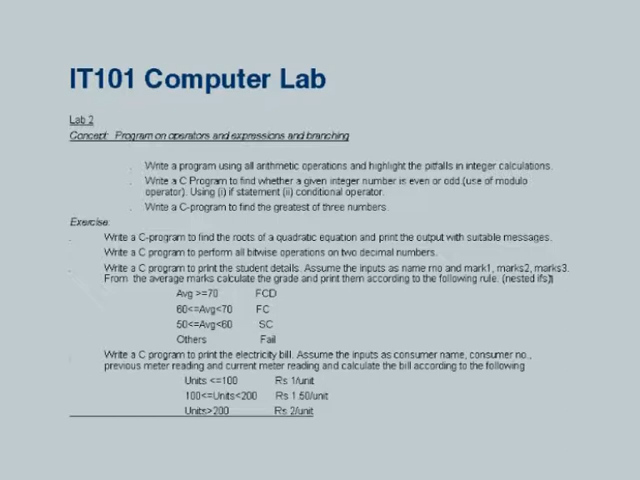 IT101 Computer Lab
Lab 2
Concept: Program on operators and expressions and branching
Write a program using all arithmetic operations and highlight the pitfalls in integer calculations.
Write a C Program to find whether a given integer number is even or odd.(use of modulo
operator). Using (i) if statement (ii) conditional operator.
Write a C-program to find the greatest of three numbers.
Exercise:
Write a C-program to find the roots of a quadratic equation and print the output with suitable messages.
Write a C program to perform all bitwise operations on two decimal numbers.
Write a C program to print the student details. Assume the inputs as name rno and mark1, marks2, marks3.
From the average marks calculate the grade and print them according to the following rule. (nested ifs))
Avg >=70 FCD
60<=Avg<70 FC
50<=Avg<60 SC
Others Fail
Write a C program to print the electricity bill. Assume the inputs as consumer name, consumer no.,
previous meter reading and current meter reading and calculate the bill according to the following
Units <=100 Rs 1/unit
100<=Units<200 Rs 1.50/unit
Units>200 Rs 2/unit